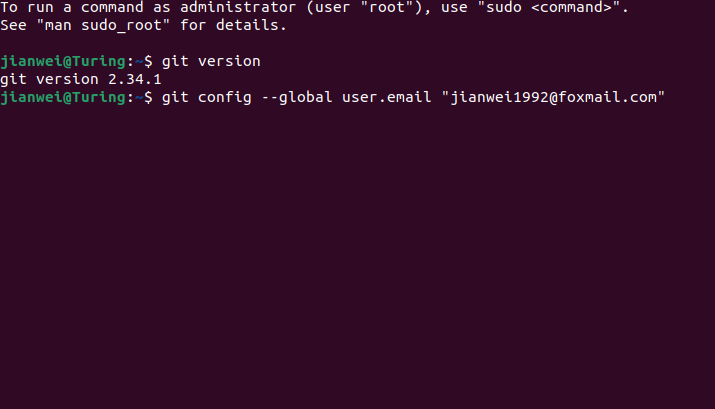 To run a command as administrator (user "root"), use "sudo <command>".
See "man sudo_root" for details.
jianwei@Turing:~$ git version
git version 2.34.1
jianwei@Turing:~$ git config --global user.email "jianwei1992@foxmail.com"